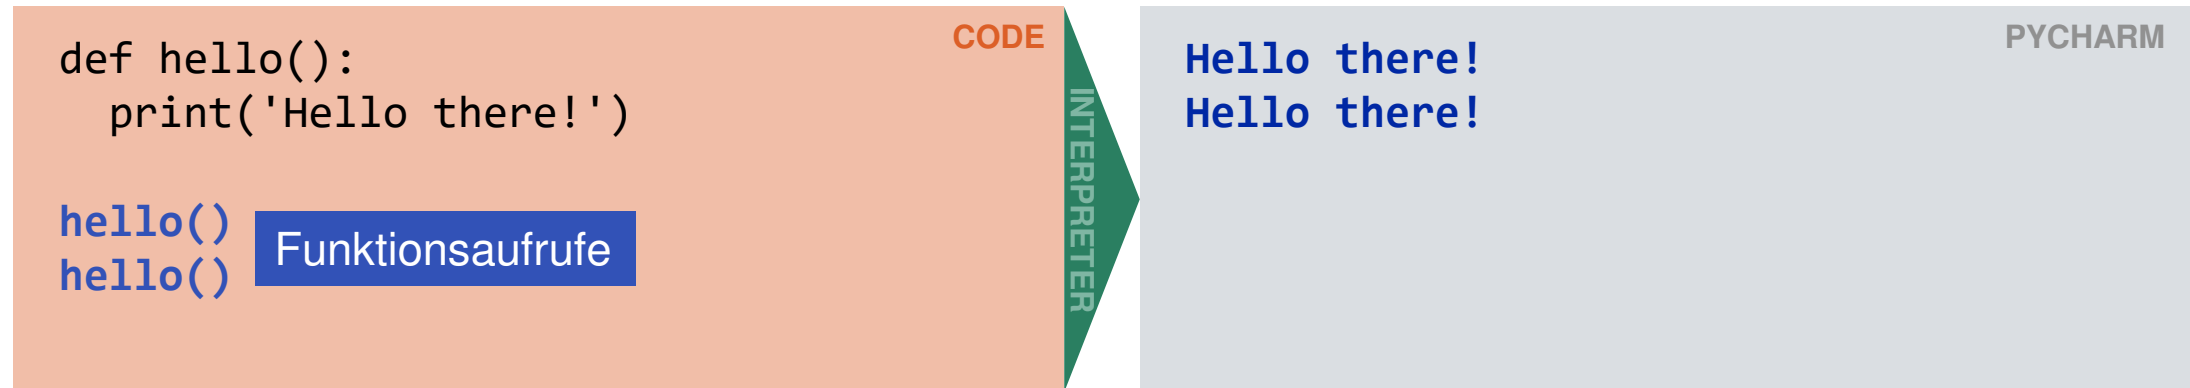 CODE
def hello():
  print('Hello there!')
hello()
hello()
Funktionsaufrufe
INTERPRETER
PYCHARM
Hello there!
Hello there!